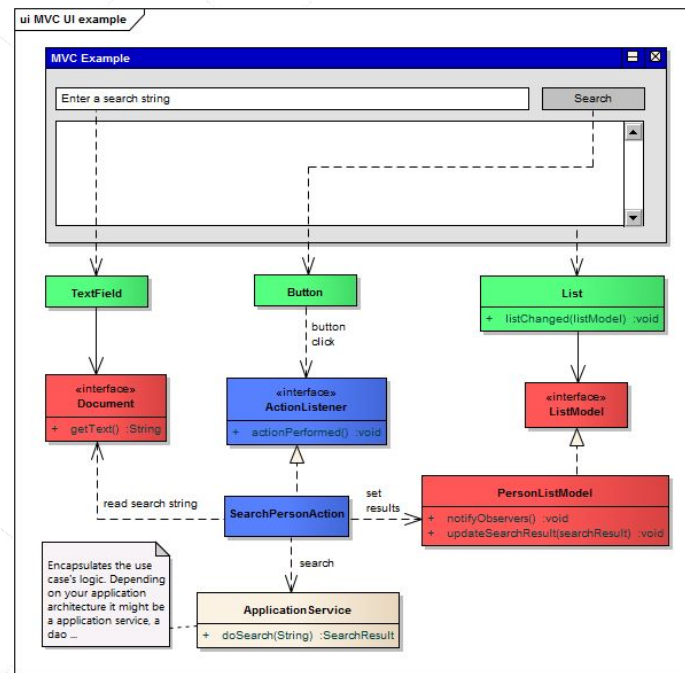 ui MVC UI example
MVC Example
Enter a search string
Search
TextField
Button
List
+ listChanged(listModel) :void
button
click
«interface»
Document
+ getText() :String
«interface»
ActionListener
+ actionPerformed() :void
«interface»
ListModel
read search string
SearchPersonAction
set
results
PersonListModel
+ notifyObservers() :void
+ updateSearchResult(searchResult) :void
search
Encapsulates the use
case's logic. Depending
on your application
architecture it might be
a application service, a
dao ...
ApplicationService
+ doSearch(String) :SearchResult